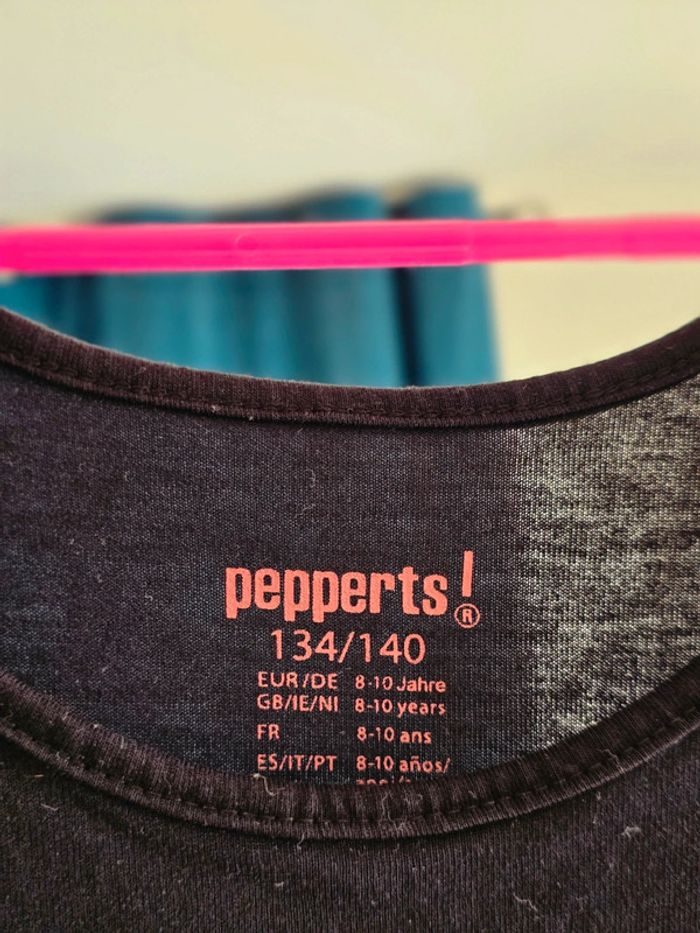 pepperts!®
134/140
EUR/DE 8-10 Jahre
GB/IE/NI 8-10 years
FR 8-10 ans
ES/IT/PT 8-10 años/